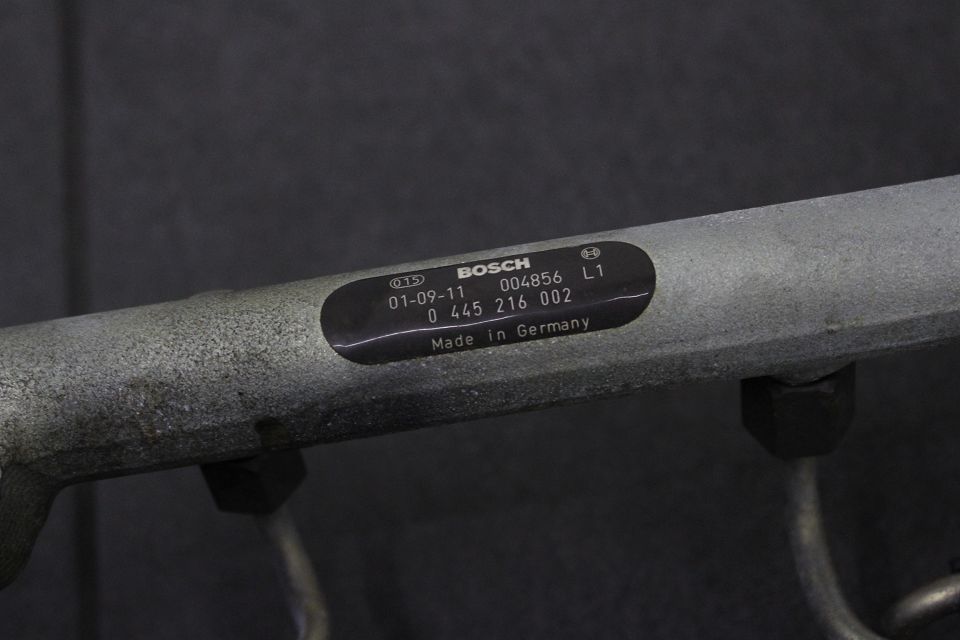 BOSCH
015
01-09-11 004856 L1
0 445 216 002
Made in Germany